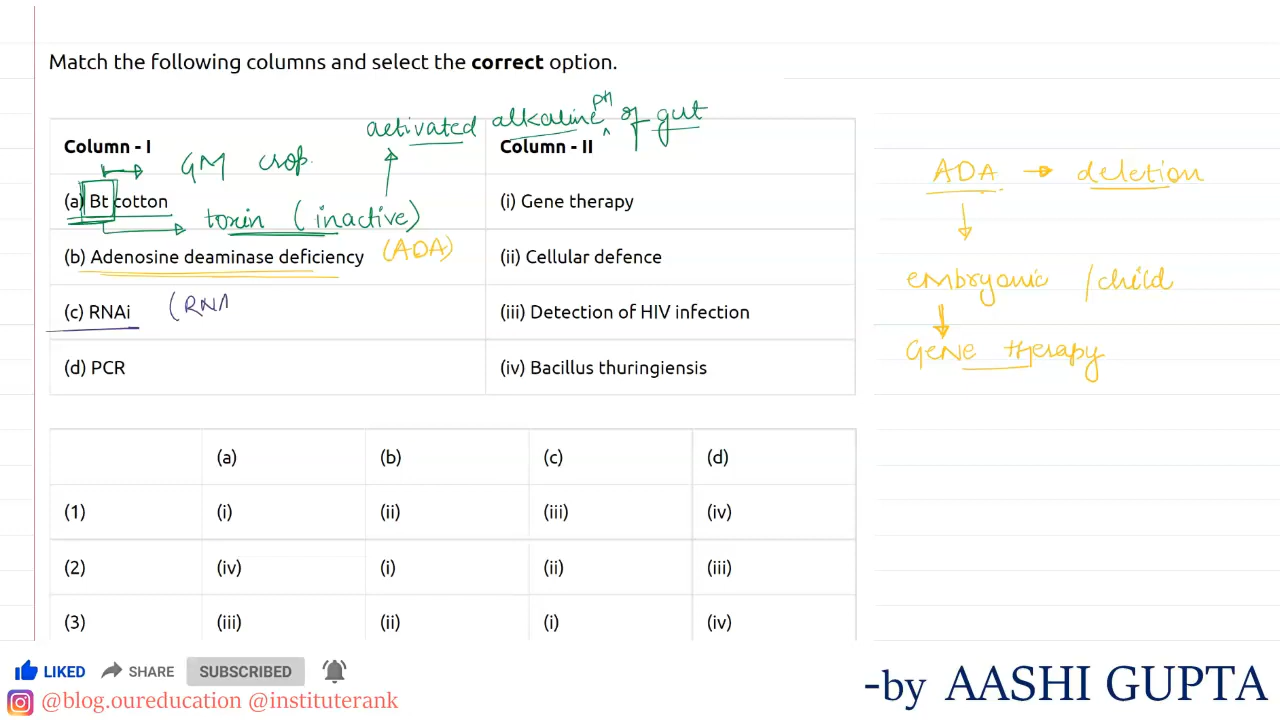 Match the following columns and select the correct option.
activated alkaline pH of gut
Column - I
Column - II
GM crop
ADA → deletion
(a) Bt cotton
(i) Gene therapy
toxin (inactive)
(b) Adenosine deaminase deficiency (ADA)
(ii) Cellular defence
embryonic /child
(c) RNAi (RNA
(iii) Detection of HIV infection
GeNe therapy
(d) PCR
(iv) Bacillus thuringiensis
(a) (b) (c) (d)
(1) (i) (ii) (iii) (iv)
(2) (iv) (i) (ii) (iii)
(3) (iii) (ii) (i) (iv)
LIKED SHARE SUBSCRIBED
@blog.oureducation @instituterank
-by AASHI GUPTA